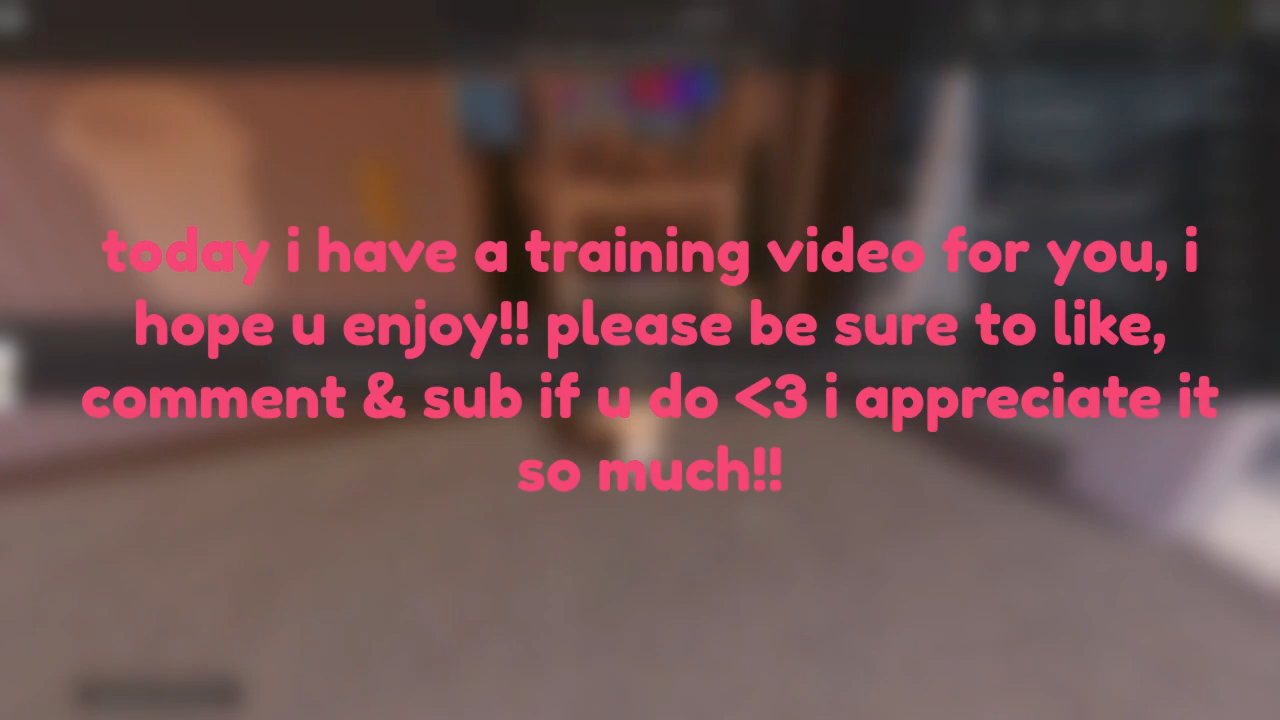 today i have a training video for you, i
hope u enjoy!! please be sure to like,
comment & sub if u do <3 i appreciate it
so much!!